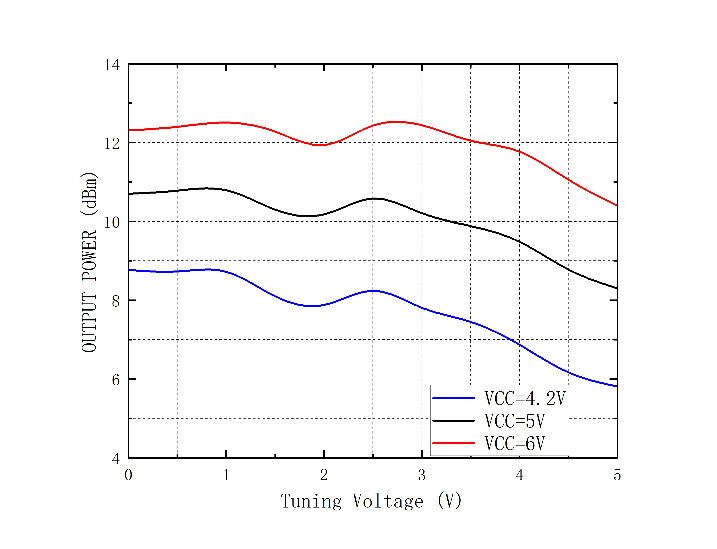 14
12
10
8
6
4
OUTPUT POWER (dBm)
VCC=4.2V
VCC=5V
VCC=6V
0 1 2 3 4 5
Tuning Voltage (V)